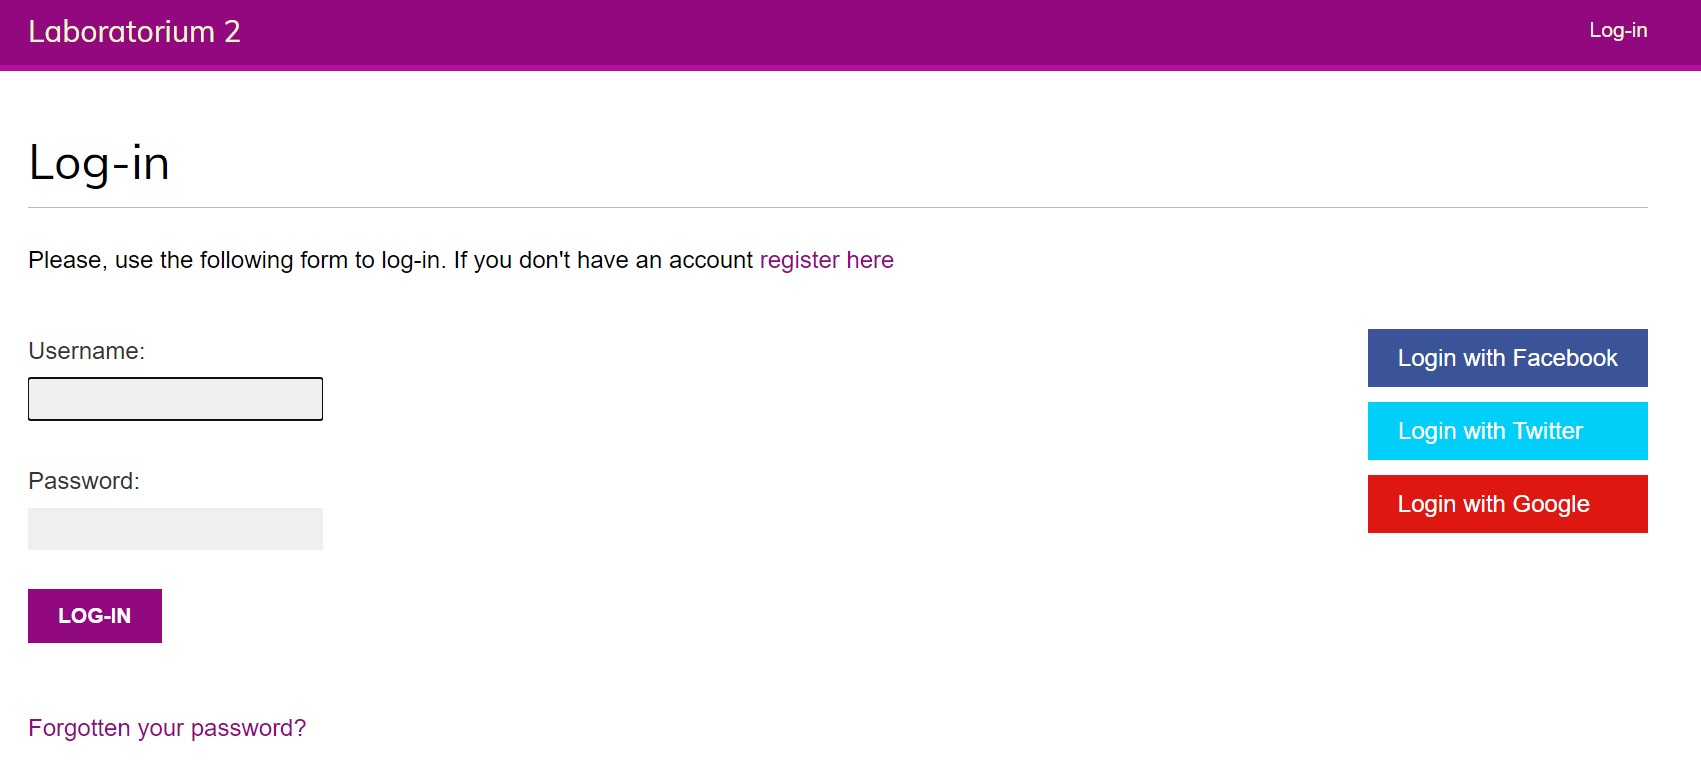 Laboratorium 2
Log-in
Log-in
Please, use the following form to log-in. If you don't have an account register here
Username:
Password:
LOG-IN
Forgotten your password?
Login with Facebook
Login with Twitter
Login with Google